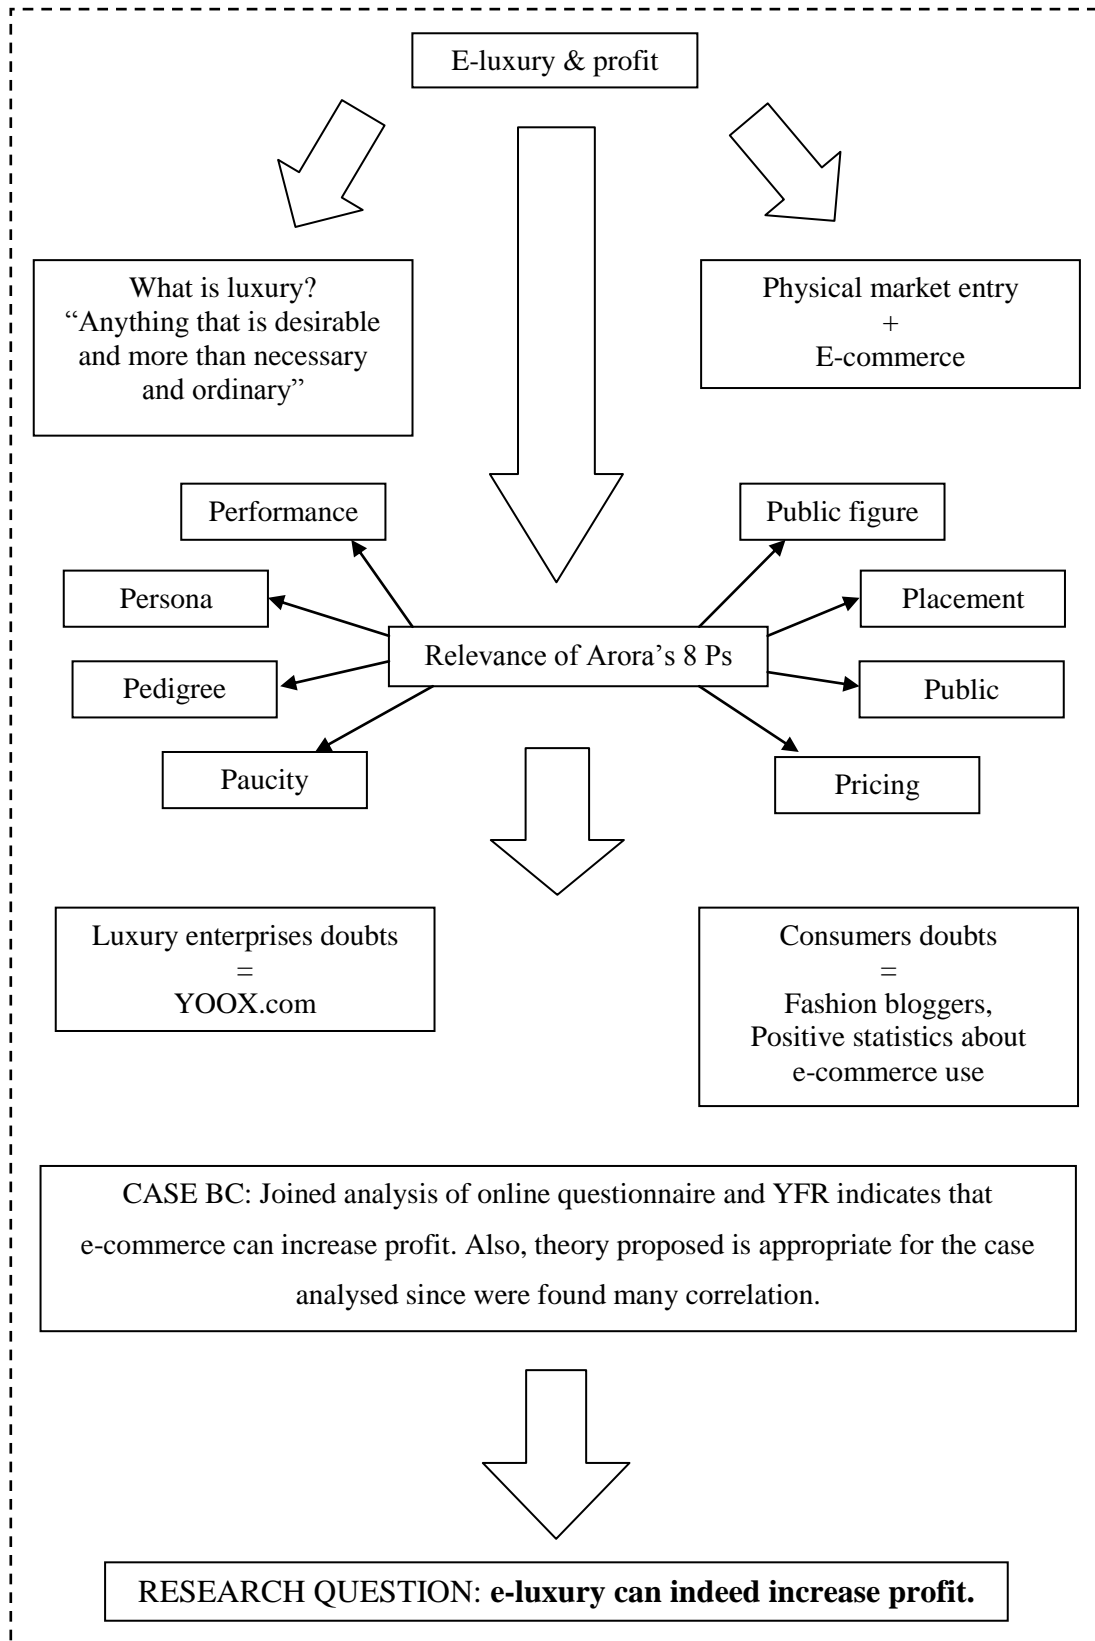 E-luxury & profit
What is luxury?
“Anything that is desirable
and more than necessary
and ordinary”
Physical market entry
+
E-commerce
Performance
Public figure
Persona
Placement
Relevance of Arora’s 8 Ps
Pedigree
Public
Paucity
Pricing
Luxury enterprises doubts
=
YOOX.com
Consumers doubts
=
Fashion bloggers,
Positive statistics about
e-commerce use
CASE BC: Joined analysis of online questionnaire and YFR indicates that
e-commerce can increase profit. Also, theory proposed is appropriate for the case
analysed since were found many correlation.
RESEARCH QUESTION: e-luxury can indeed increase profit.